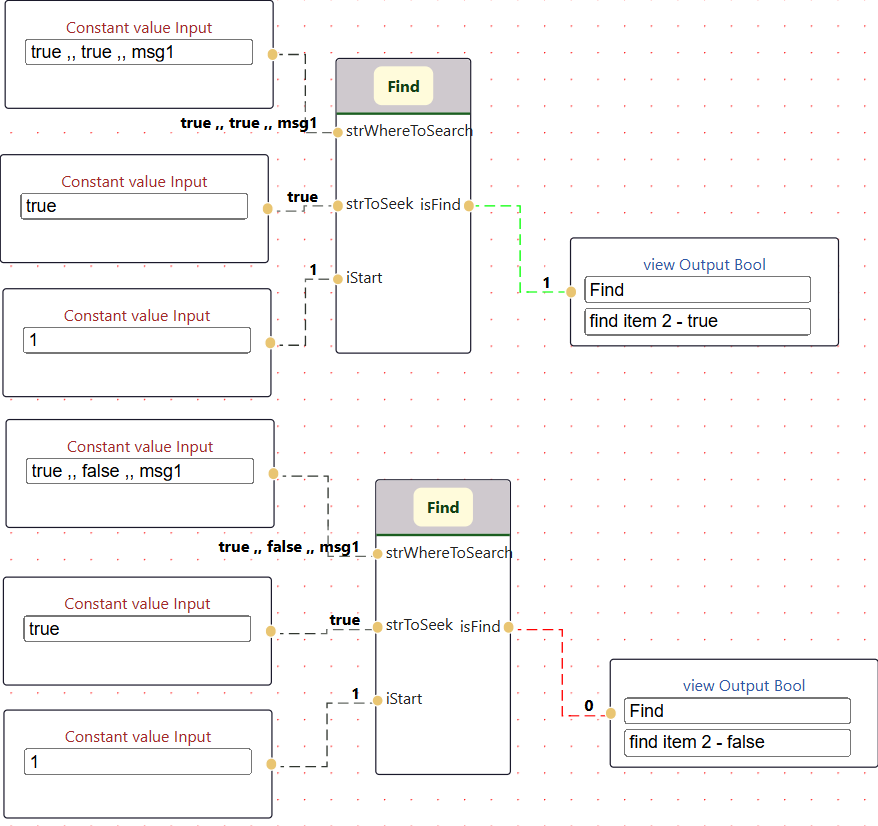 Constant value Input
true ,, true ,, msg1
Find
true ,, true ,, msg1
strWhereToSearch
Constant value Input
true
true
strToSeek
isFind
1
iStart
view Output Bool
1
Find
find item 2 - true
Constant value Input
1
Constant value Input
true ,, false ,, msg1
Find
true ,, false ,, msg1
strWhereToSearch
Constant value Input
true
true
strToSeek
isFind
1
iStart
view Output Bool
0
Find
find item 2 - false
Constant value Input
1